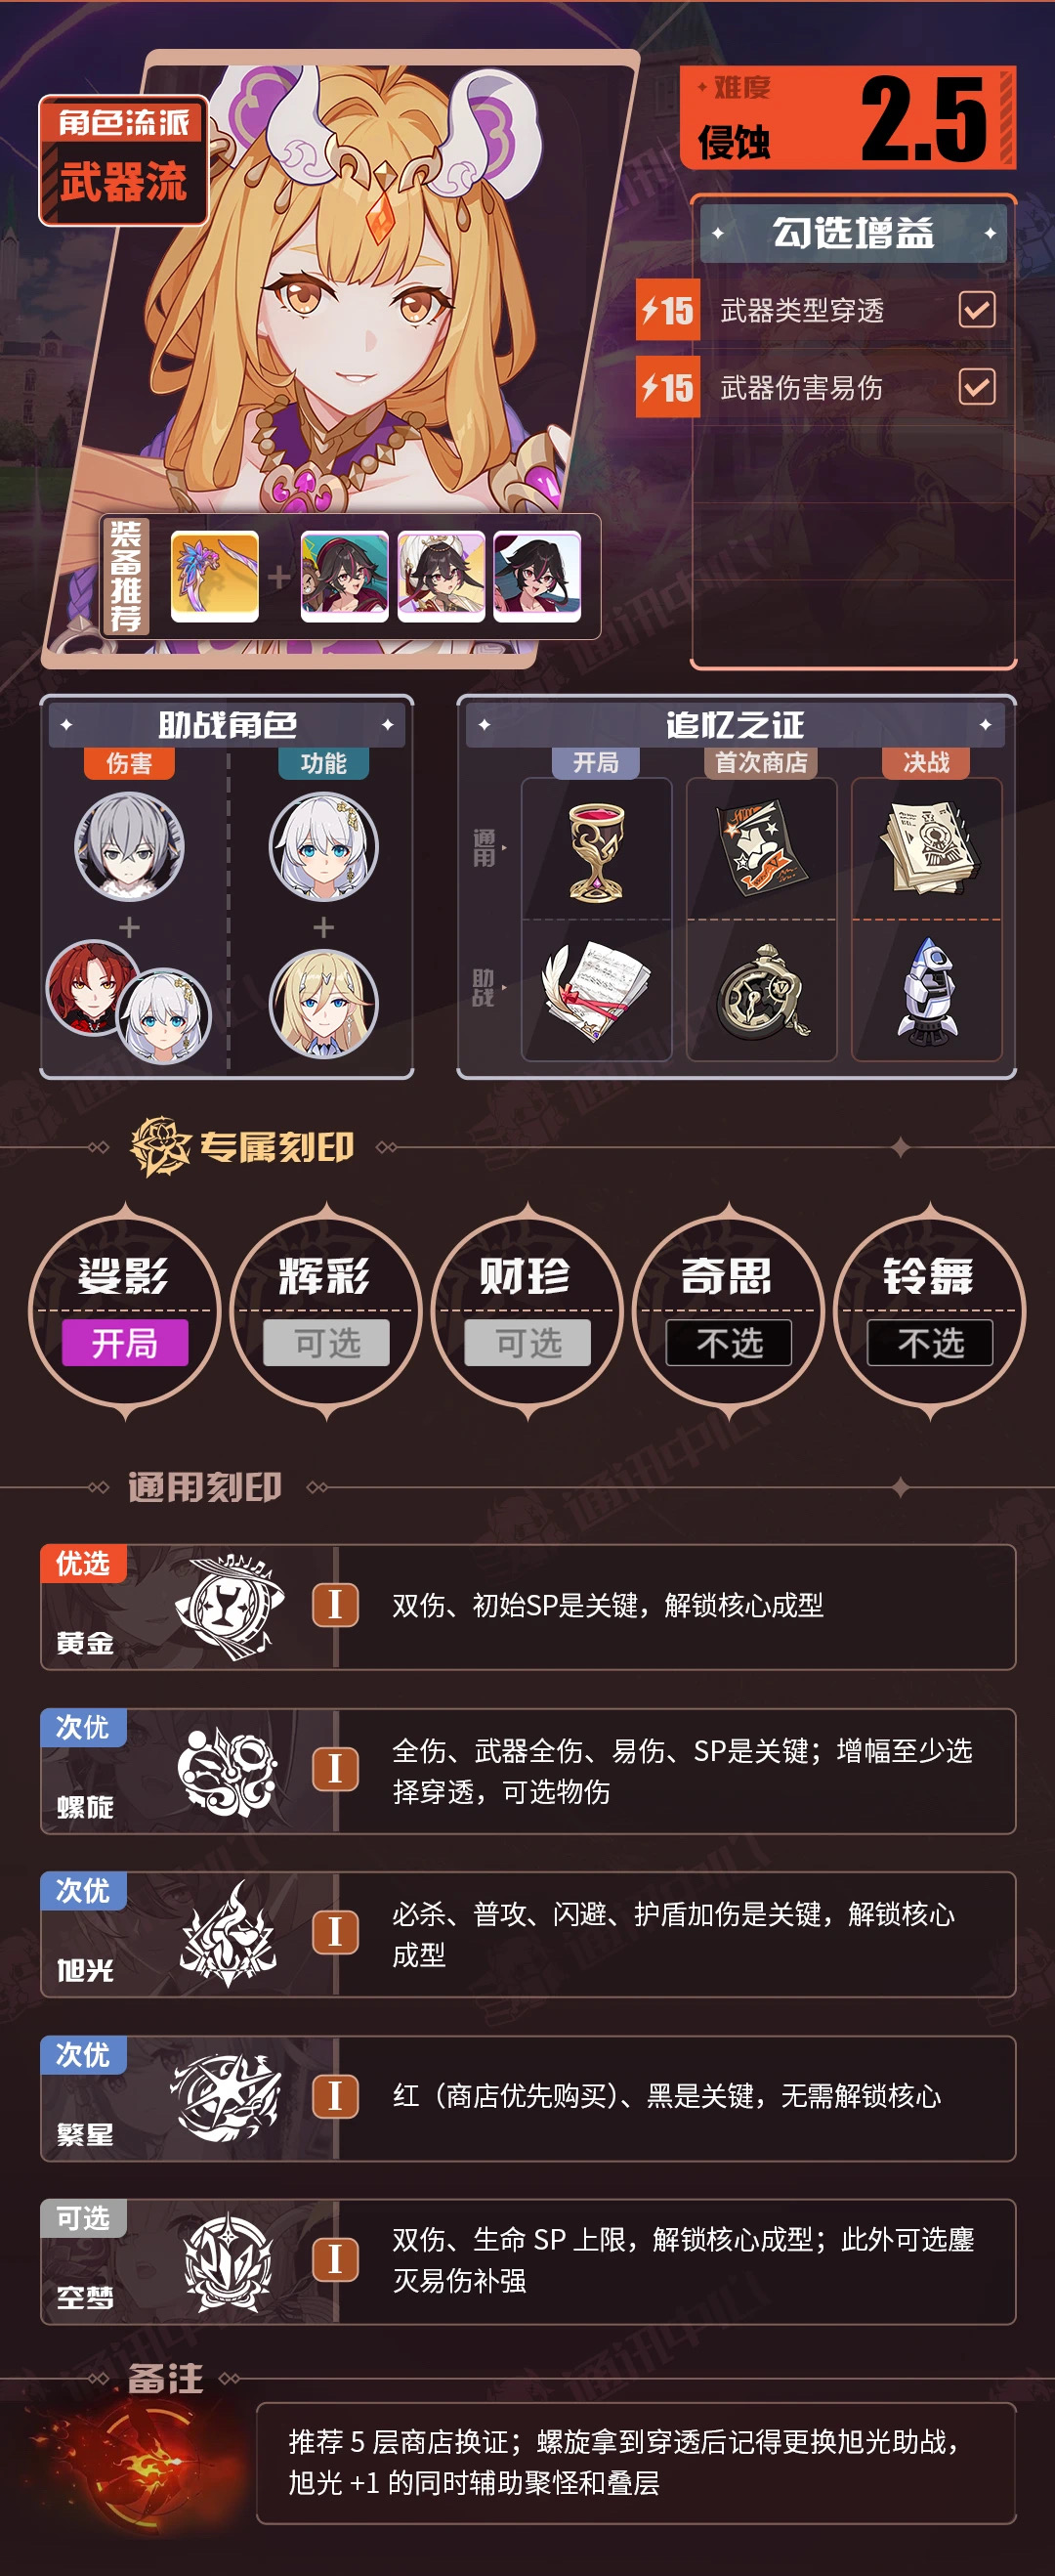 角色流派
武器流
难度
侵蚀
2.5
勾选增益
15
武器类型穿透
15
武器伤害易伤
装备推荐
助战角色
伤害
功能
追忆之证
开局
首次商店
决战
通用
助战
专属刻印
娑影
开局
辉彩
可选
财珍
可选
奇思
不选
铃舞
不选
通用刻印
优选
黄金
I
双伤、初始SP是关键，解锁核心成型
次优
螺旋
I
全伤、武器全伤、易伤、SP是关键；增幅至少选
择穿透，可选物伤
次优
旭光
I
必杀、普攻、闪避、护盾加伤是关键，解锁核心
成型
次优
繁星
I
红（商店优先购买）、黑是关键，无需解锁核心
可选
空梦
I
双伤、生命 SP 上限，解锁核心成型；此外可选鏖
灭易伤补强
备注
推荐 5 层商店换证；螺旋拿到穿透后记得更换旭光助战，
旭光 +1 的同时辅助聚怪和叠层
通讯中心